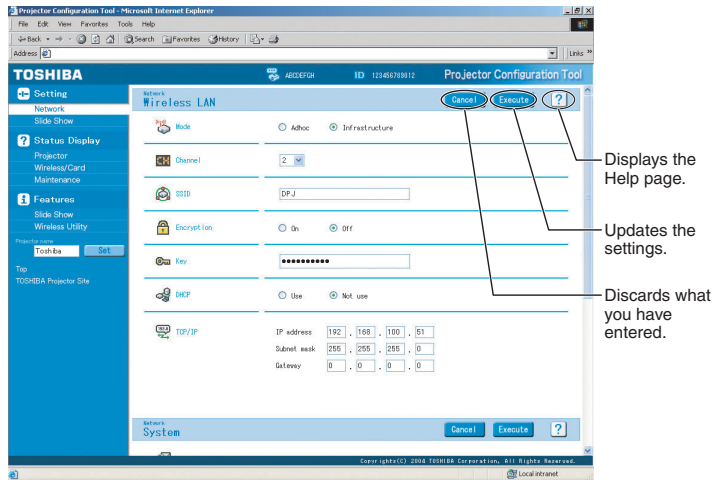 Projector Configuration Tool - Microsoft Internet Explorer
File Edit View Favorites Tools Help
Back Search Favorites History
Address Links »
TOSHIBA ABCDEFGH ID 123456789012 Projector Configuration Tool
Setting
Network
Slide Show
Status Display
Projector
Wireless/Card
Maintenance
Features
Slide Show
Wireless Utility
Projector name
Toshiba Set
Top
TOSHIBA Projector Site
Network
Wireless LAN Cancel Execute ?
Mode Adhoc Infrastructure
CH Channel 2
SSID DPJ
Encryption On Off
Key ●●●●●●●●●●
DHCP Use Not use
TCP/IP IP address 192 . 168 . 100 . 51
Subnet mask 255 . 255 . 255 . 0
Gateway 0 . 0 . 0 . 0
Network
System Cancel Execute ?
Copyrights(C) 2004 TOSHIBA Corporation, All Rights Reserved.
Local intranet
Displays the
Help page.
Updates the
settings.
Discards what
you have
entered.